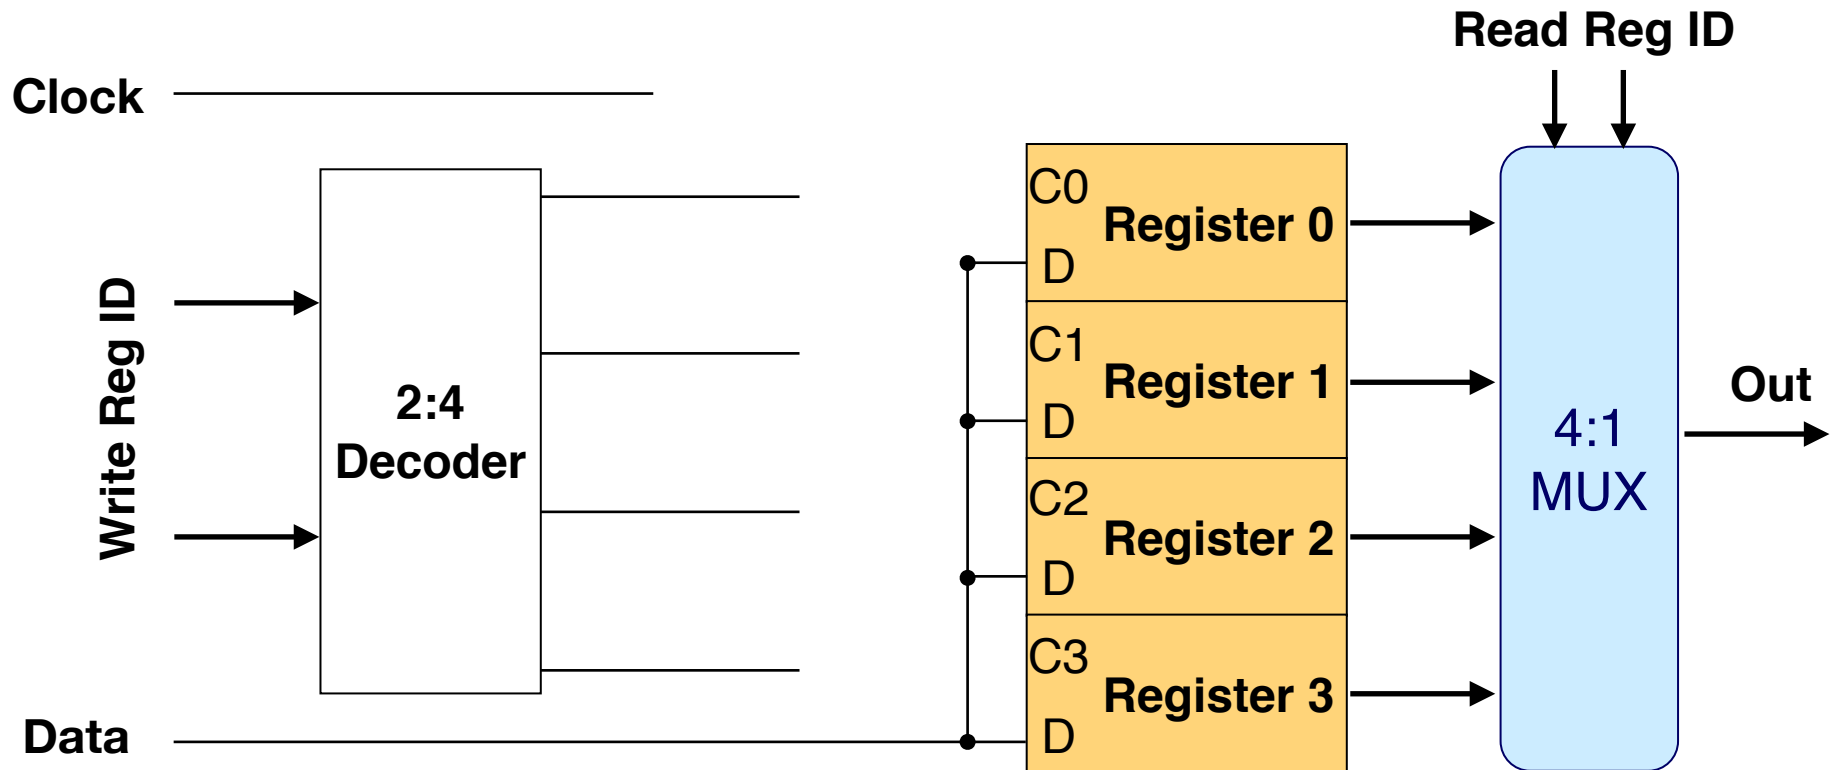 Read Reg ID
Clock
Write Reg ID
2:4
Decoder
Data
C0
Register 0
D
C1
Register 1
D
C2
Register 2
D
C3
Register 3
D
4:1
MUX
Out